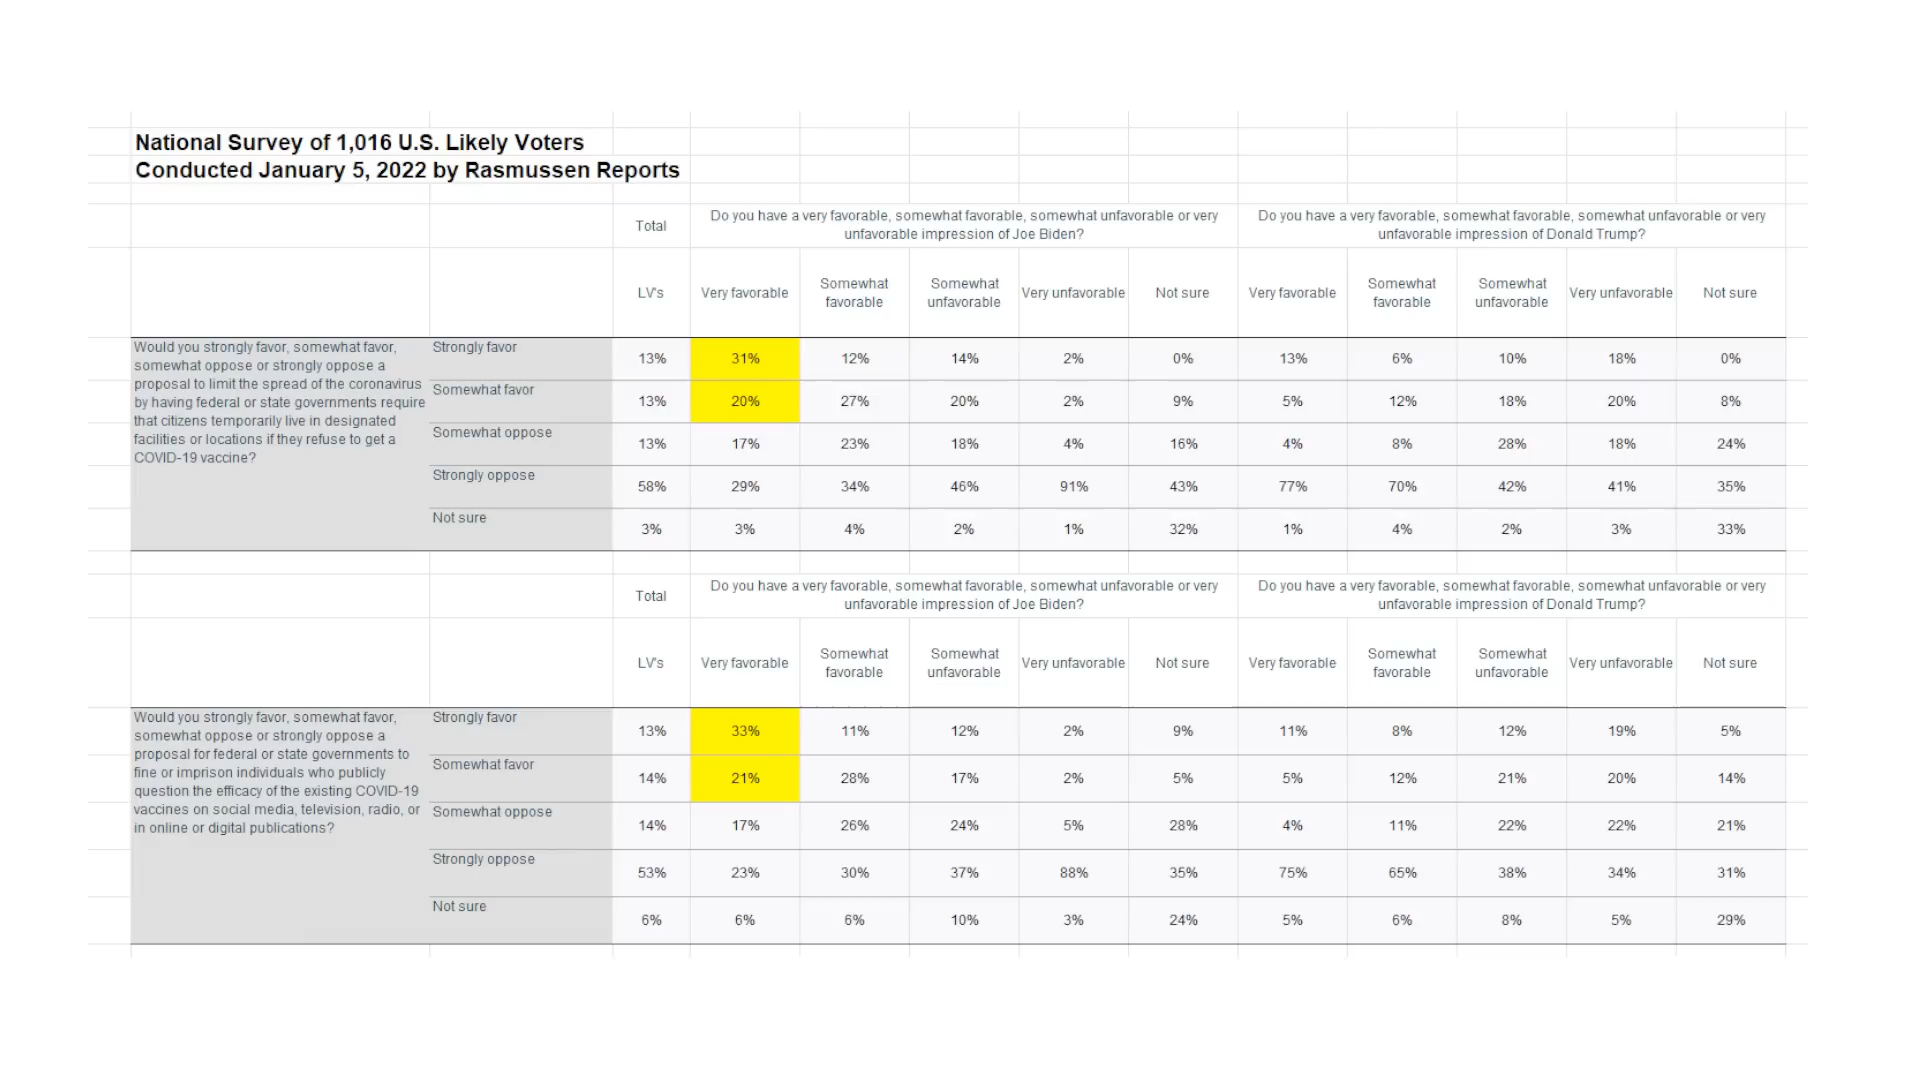 National Survey of 1,016 U.S. Likely Voters
Conducted January 5, 2022 by Rasmussen Reports
Total
Do you have a very favorable, somewhat favorable, somewhat unfavorable or very
unfavorable impression of Joe Biden?
Do you have a very favorable, somewhat favorable, somewhat unfavorable or very
unfavorable impression of Donald Trump?
LV's
Very favorable
Somewhat
favorable
Somewhat
unfavorable
Very unfavorable
Not sure
Very favorable
Somewhat
favorable
Somewhat
unfavorable
Very unfavorable
Not sure
Would you strongly favor, somewhat favor,
somewhat oppose or strongly oppose a
proposal to limit the spread of the coronavirus
by having federal or state governments require
that citizens temporarily live in designated
facilities or locations if they refuse to get a
COVID-19 vaccine?
Strongly favor 13% 31% 12% 14% 2% 0% 13% 6% 10% 18% 0%
Somewhat favor 13% 20% 27% 20% 2% 9% 5% 12% 18% 20% 8%
Somewhat oppose 13% 17% 23% 18% 4% 16% 4% 8% 28% 18% 24%
Strongly oppose 58% 29% 34% 46% 91% 43% 77% 70% 42% 41% 35%
Not sure 3% 3% 4% 2% 1% 32% 1% 4% 2% 3% 33%
Total
Do you have a very favorable, somewhat favorable, somewhat unfavorable or very
unfavorable impression of Joe Biden?
Do you have a very favorable, somewhat favorable, somewhat unfavorable or very
unfavorable impression of Donald Trump?
LV's
Very favorable
Somewhat
favorable
Somewhat
unfavorable
Very unfavorable
Not sure
Very favorable
Somewhat
favorable
Somewhat
unfavorable
Very unfavorable
Not sure
Would you strongly favor, somewhat favor,
somewhat oppose or strongly oppose a
proposal for federal or state governments to
fine or imprison individuals who publicly
question the efficacy of the existing COVID-19
vaccines on social media, television, radio, or
in online or digital publications?
Strongly favor 13% 33% 11% 12% 2% 9% 11% 8% 12% 19% 5%
Somewhat favor 14% 21% 28% 17% 2% 5% 5% 12% 21% 20% 14%
Somewhat oppose 14% 17% 26% 24% 5% 28% 4% 11% 22% 22% 21%
Strongly oppose 53% 23% 30% 37% 88% 35% 75% 65% 38% 34% 31%
Not sure 6% 6% 6% 10% 3% 24% 5% 6% 8% 5% 29%